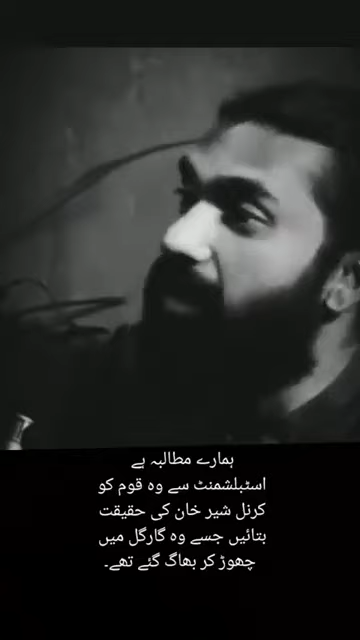 ہمارے مطالبہ ہے
اسٹبلشمنٹ سے وہ قوم کو
کرنل شیر خان کی حقیقت
بتائیں جسے وہ گارگل میں
چھوڑ کر بھاگ گئے تھے۔